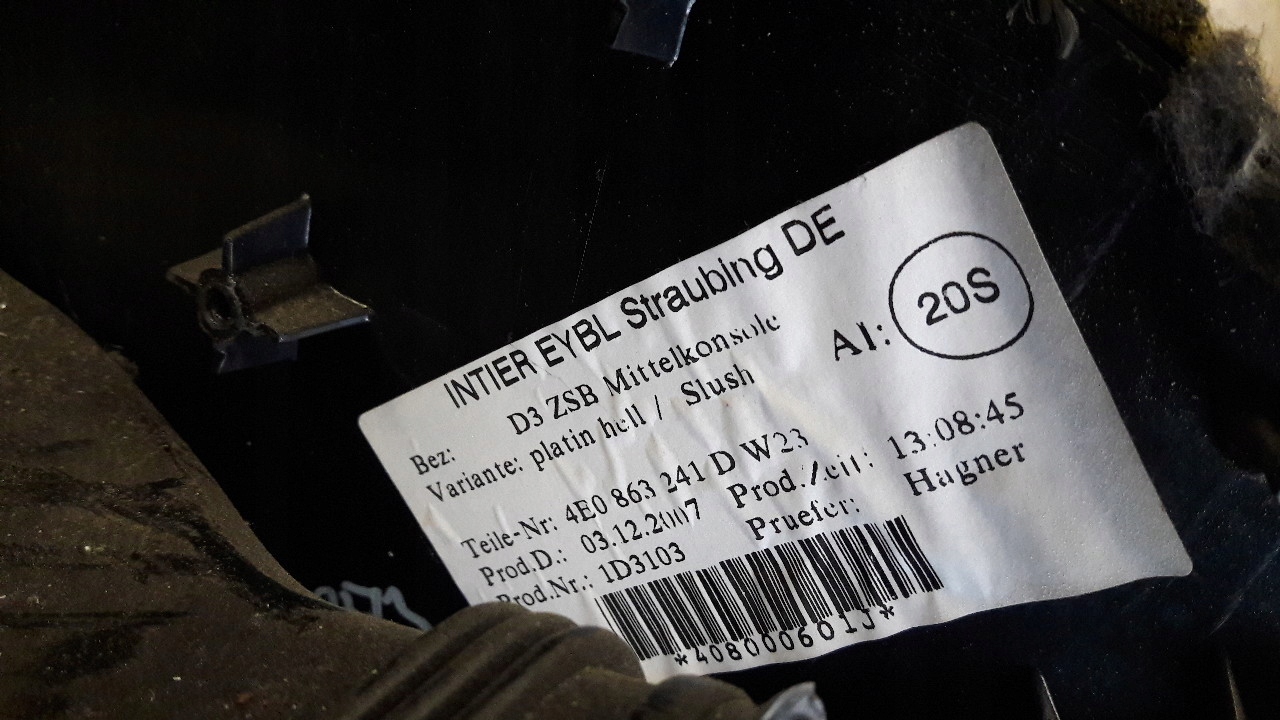 INTIER EYBL Straubing DE
Bez: D3 ZSB Mittelkonsole
Variante: platin hell / Slush
AI: 20S
Teile-Nr: 4E0 863 241 D W23
Prod.D.: 03.12.2007 Prod.Zeit: 13:08:45
Prod.Nr.: 1D3103 Pruefer: Hagner
*408000601J*